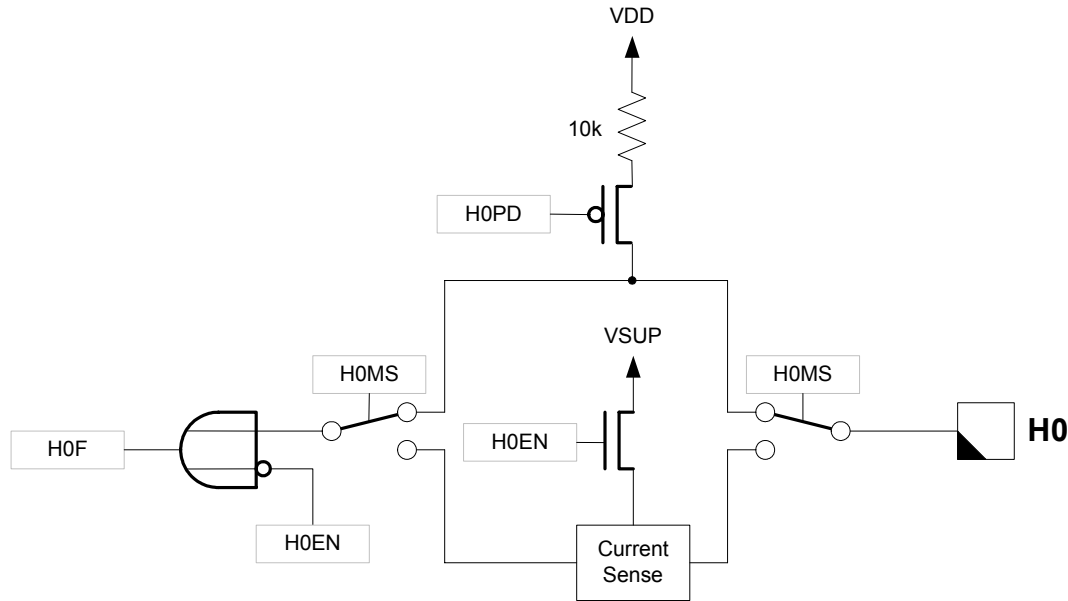 VDD
10k
H0PD
VSUP
H0MS
H0MS
H0
H0F
H0EN
H0EN
Current
Sense